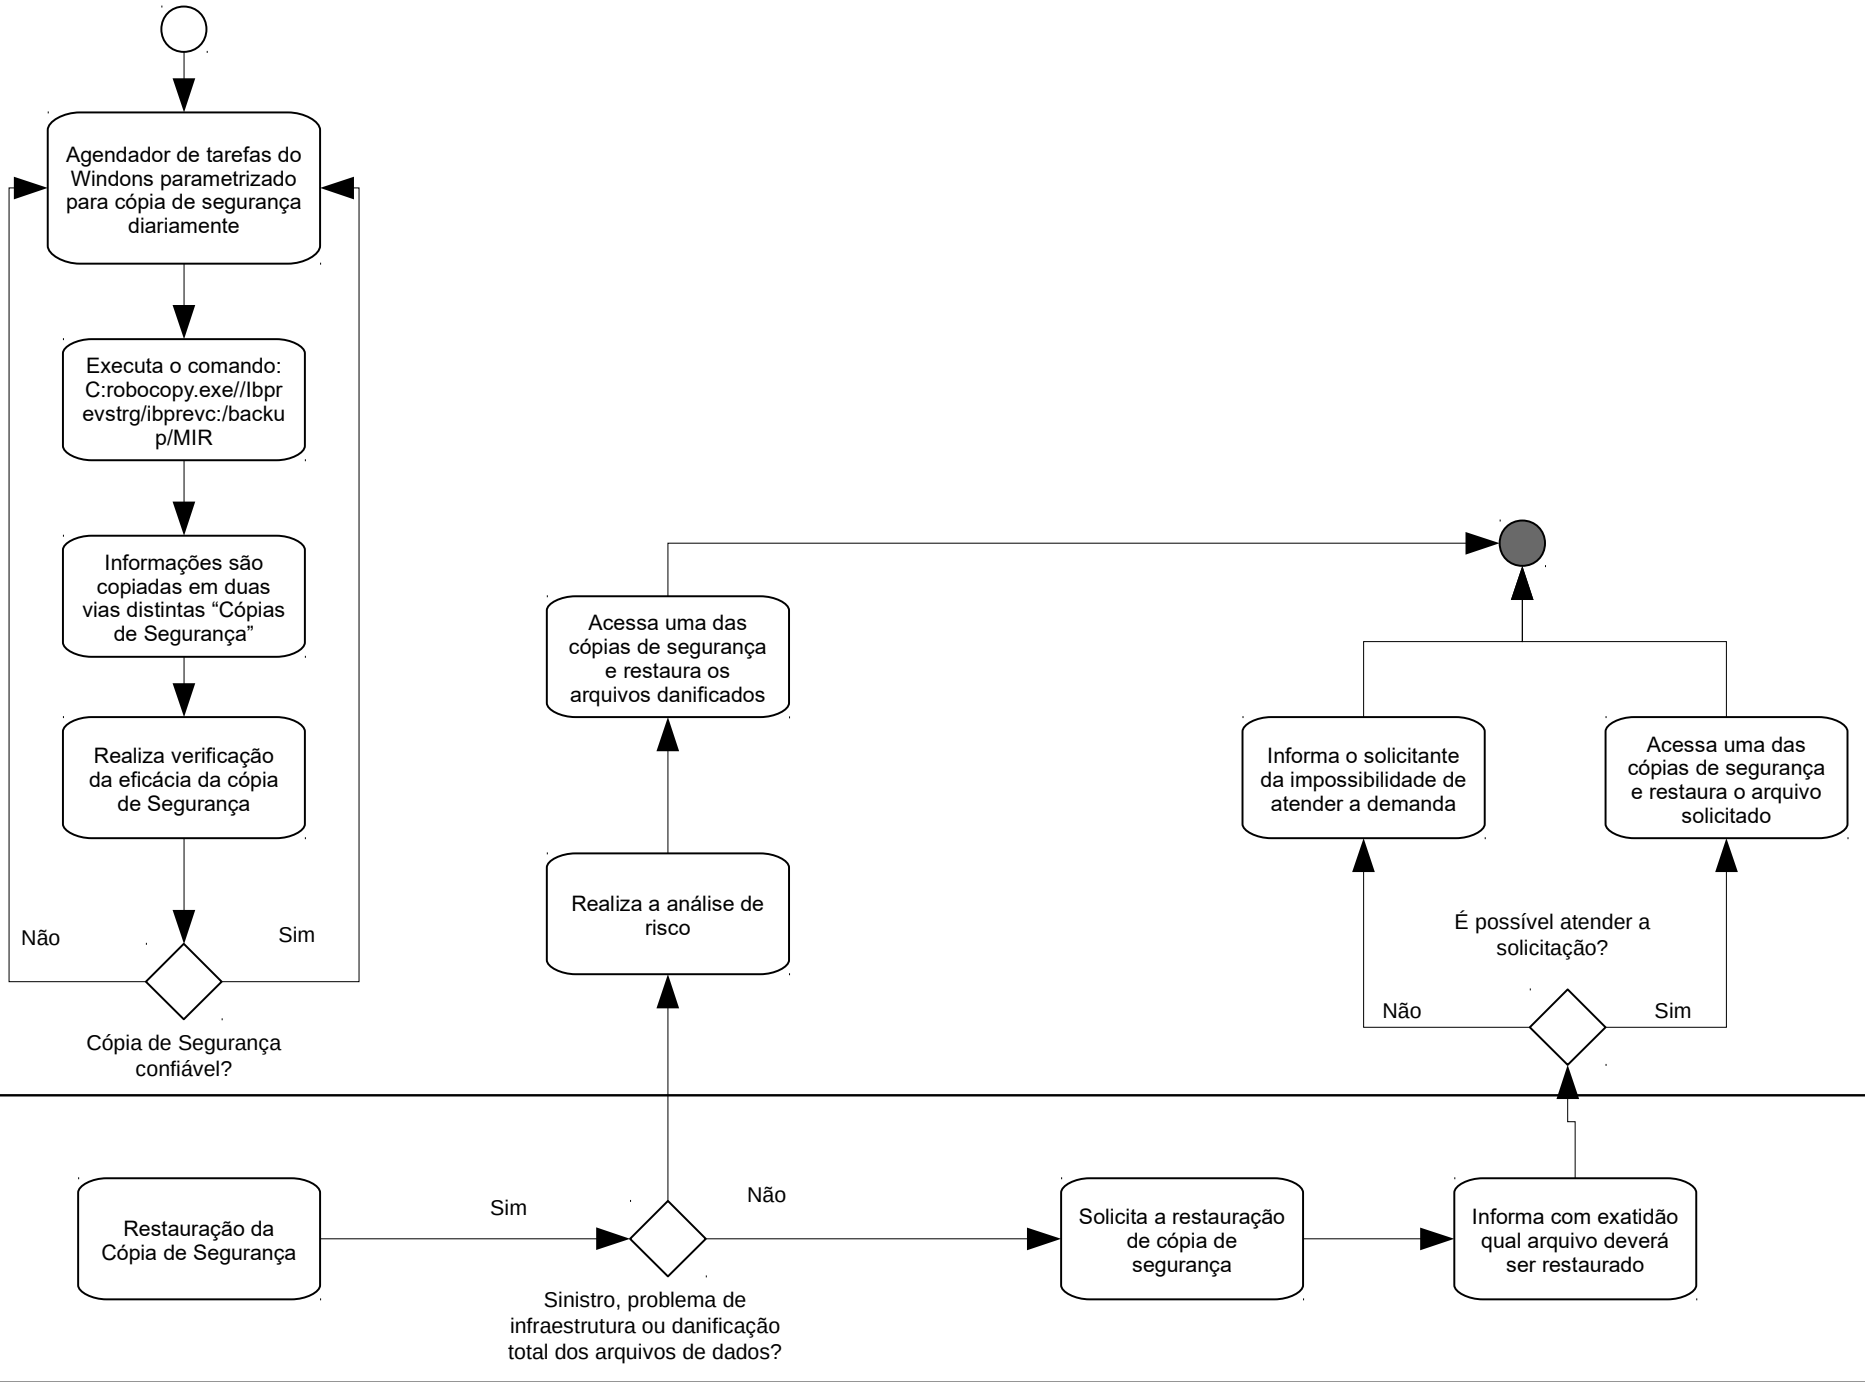 Agendador de tarefas do
Windons parametrizado
para cópia de segurança
diariamente
Executa o comando:
C:robocopy.exe//Ibpr
evstrg/ibprevc:/backu
p/MIR
Informações são
copiadas em duas
vias distintas “Cópias
de Segurança”
Realiza verificação
da eficácia da cópia
de Segurança
Não
Sim
Cópia de Segurança
confiável?
Acessa uma das
cópias de segurança
e restaura os
arquivos danificados
Realiza a análise de
risco
Informa o solicitante
da impossibilidade de
atender a demanda
Acessa uma das
cópias de segurança
e restaura o arquivo
solicitado
É possível atender a
solicitação?
Não
Sim
Restauração da
Cópia de Segurança
Sim
Não
Sinistro, problema de
infraestrutura ou danificação
total dos arquivos de dados?
Solicita a restauração
de cópia de
segurança
Informa com exatidão
qual arquivo deverá
ser restaurado